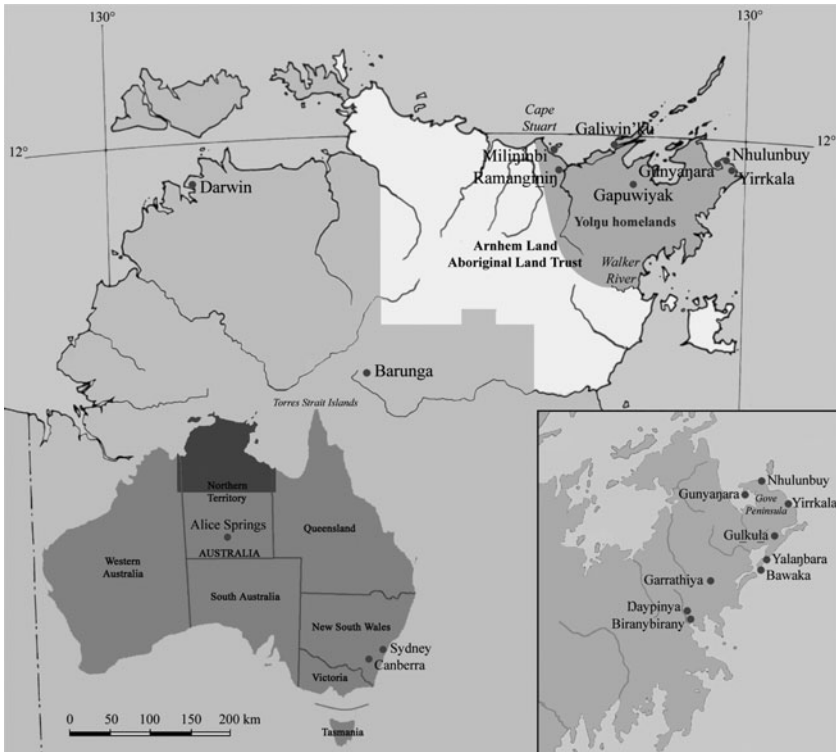 130°
130°
12°
12°
Cape
Stuart
Galiwin’ku
Miliŋinbi
Ramangiṉiŋ
Nhulunbuy
Gunyaŋara
Yirrkala
Gapuwiyak
Yolŋu homelands
Darwin
Arnhem Land
Aboriginal Land Trust
Walker
River
Barunga
Torres Strait Islands
Northern
Territory
Alice Springs
AUSTRALIA
Queensland
Western
Australia
South Australia
New South Wales
Sydney
Canberra
Victoria
Tasmania
0 50 100 150 200 km
Nhulunbuy
Gunyaŋara
Gove
Peninsula
Yirrkala
Guḻkuḻa
Yalaŋbara
Bawaka
Garrathiya
Daypinya
Biranybirany